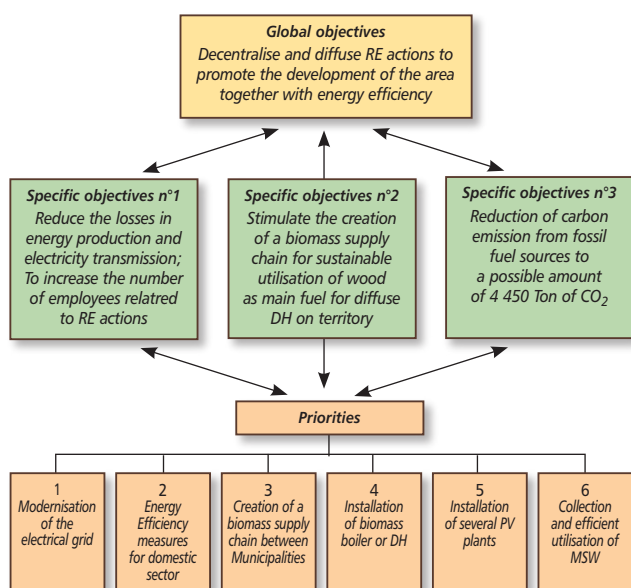 Global objectives
Decentralise and diffuse RE actions to
promote the development of the area
together with energy efficiency
Specific objectives n°1
Reduce the losses in
energy production and
electricity transmission;
To increase the number
of employees relatred
to RE actions
Specific objectives n°2
Stimulate the creation
of a biomass supply
chain for sustainable
utilisation of wood
as main fuel for diffuse
DH on territory
Specific objectives n°3
Reduction of carbon
emission from fossil
fuel sources to
a possible amount
of 4 450 Ton of CO₂
Priorities
1
Modernisation
of the
electrical grid
2
Energy
Efficiency
measures
for domestic
sector
3
Creation of a
biomass supply
chain between
Municipalities
4
Installation
of biomass
boiler or DH
5
Installation
of several PV
plants
6
Collection
and efficient
utilisation of
MSW